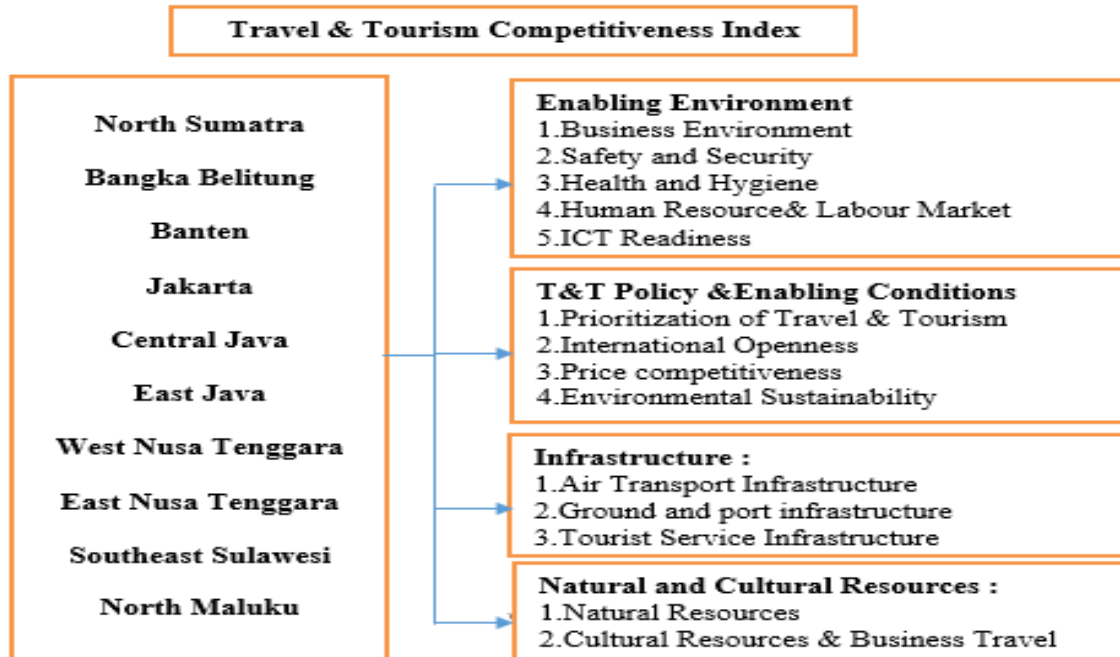 Travel & Tourism Competitiveness Index
North Sumatra
Bangka Belitung
Banten
Jakarta
Central Java
East Java
West Nusa Tenggara
East Nusa Tenggara
Southeast Sulawesi
North Maluku
Enabling Environment
1.Business Environment
2.Safety and Security
3.Health and Hygiene
4.Human Resource& Labour Market
5.ICT Readiness
T&T Policy &Enabling Conditions
1.Prioritization of Travel & Tourism
2.International Openness
3.Price competitiveness
4.Environmental Sustainability
Infrastructure :
1.Air Transport Infrastructure
2.Ground and port infrastructure
3.Tourist Service Infrastructure
Natural and Cultural Resources :
1.Natural Resources
2.Cultural Resources & Business Travel